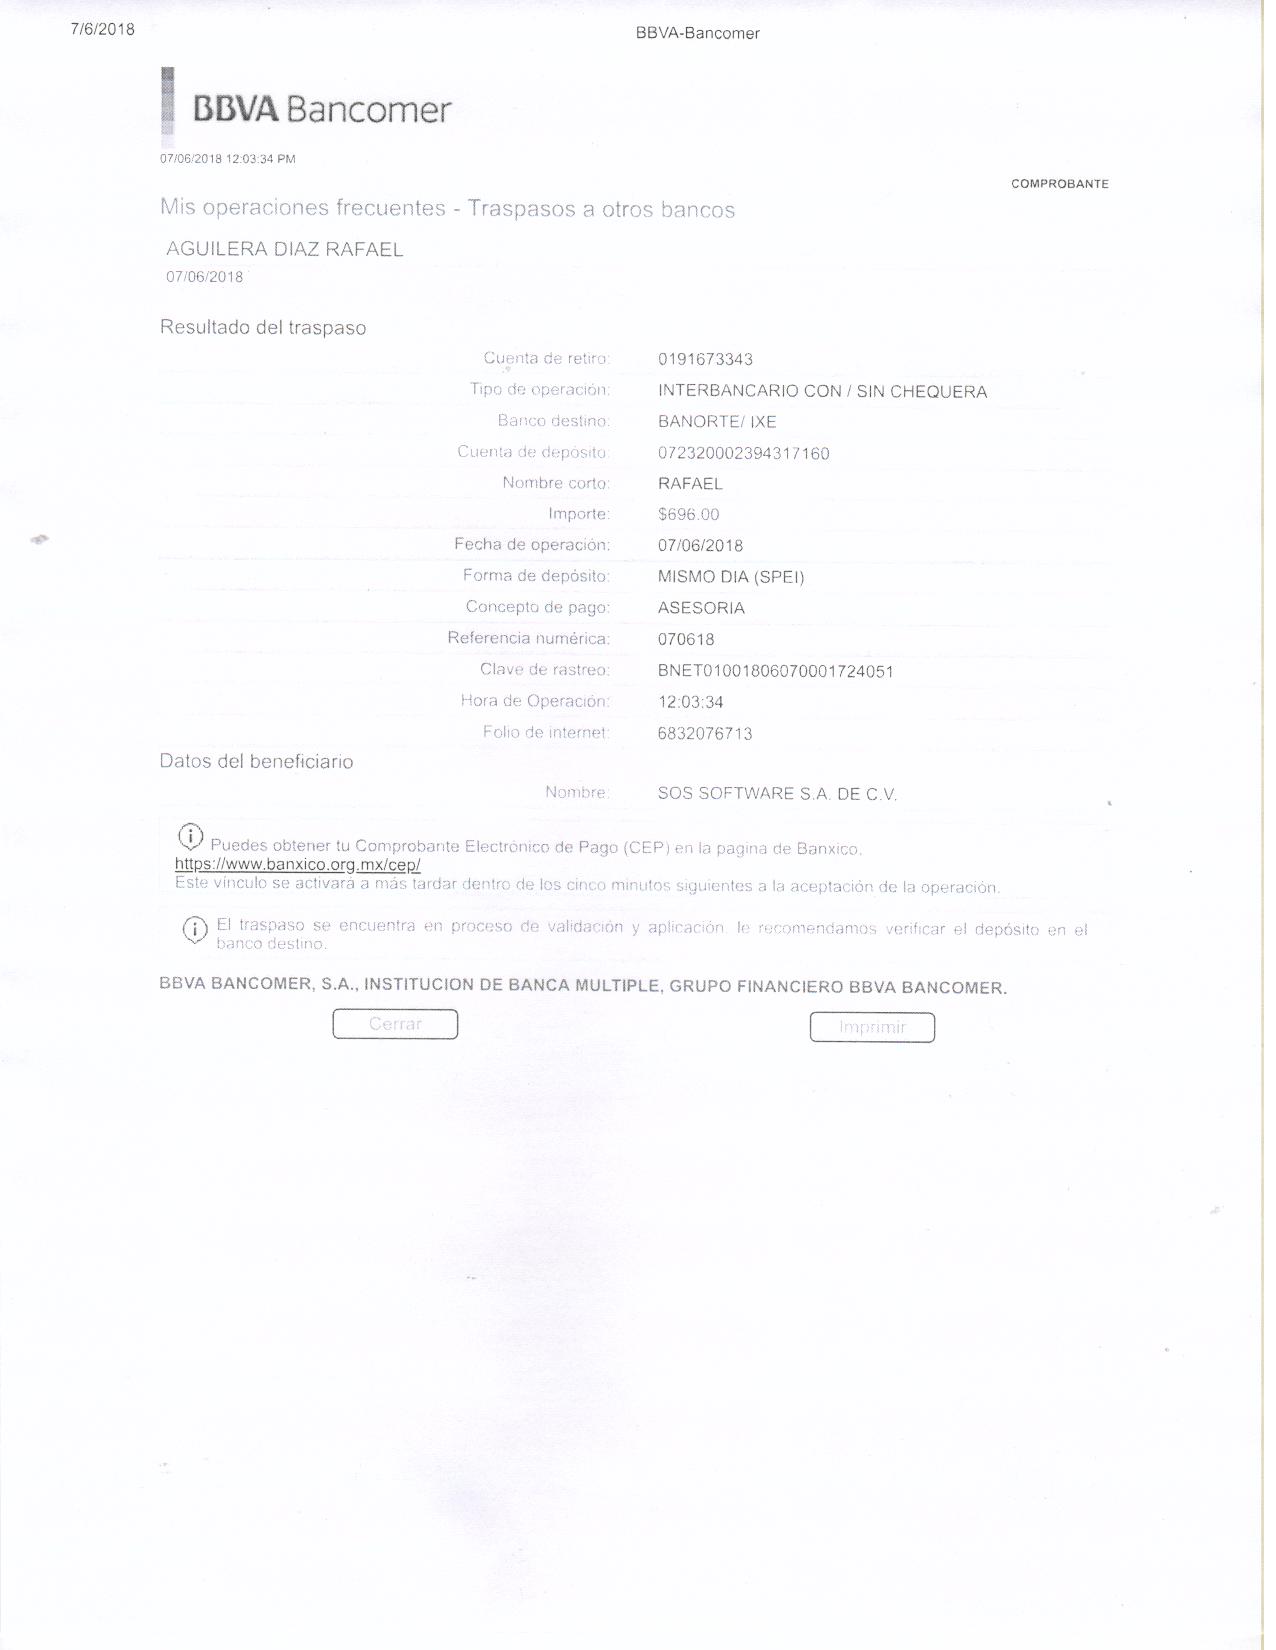 7/6/2018
BBVA-Bancomer
BBVA Bancomer
07/06/2018 12:03:34 PM
COMPROBANTE
Mis operaciones frecuentes - Traspasos a otros bancos
AGUILERA DIAZ RAFAEL
07/06/2018
Resultado del traspaso
Cuenta de retiro: 0191673343
Tipo de operación: INTERBANCARIO CON / SIN CHEQUERA
Banco destino: BANORTE/ IXE
Cuenta de depósito: 072320002394317160
Nombre corto: RAFAEL
Importe: $696.00
Fecha de operación: 07/06/2018
Forma de depósito: MISMO DIA (SPEI)
Concepto de pago: ASESORIA
Referencia numérica: 070618
Clave de rastreo: BNET01001806070001724051
Hora de Operación: 12:03:34
Folio de internet: 6832076713
Datos del beneficiario
Nombre: SOS SOFTWARE S.A. DE C.V.
Puedes obtener tu Comprobante Electrónico de Pago (CEP) en la pagina de Banxico.
https://www.banxico.org.mx/cep/
Este vínculo se activará a más tardar dentro de los cinco minutos siguientes a la aceptación de la operación.
El traspaso se encuentra en proceso de validación y aplicación. le recomendamos verificar el depósito en el
banco destino.
BBVA BANCOMER, S.A., INSTITUCION DE BANCA MULTIPLE, GRUPO FINANCIERO BBVA BANCOMER.
Cerrar
Imprimir